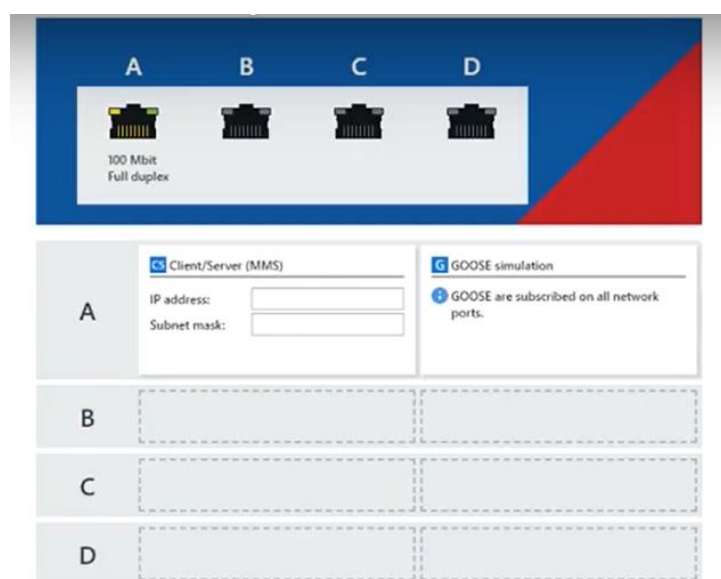 A B C D
100 Mbit
Full duplex
A
CS Client/Server (MMS)
IP address:
Subnet mask:
G GOOSE simulation
i GOOSE are subscribed on all network
ports.
B
C
D